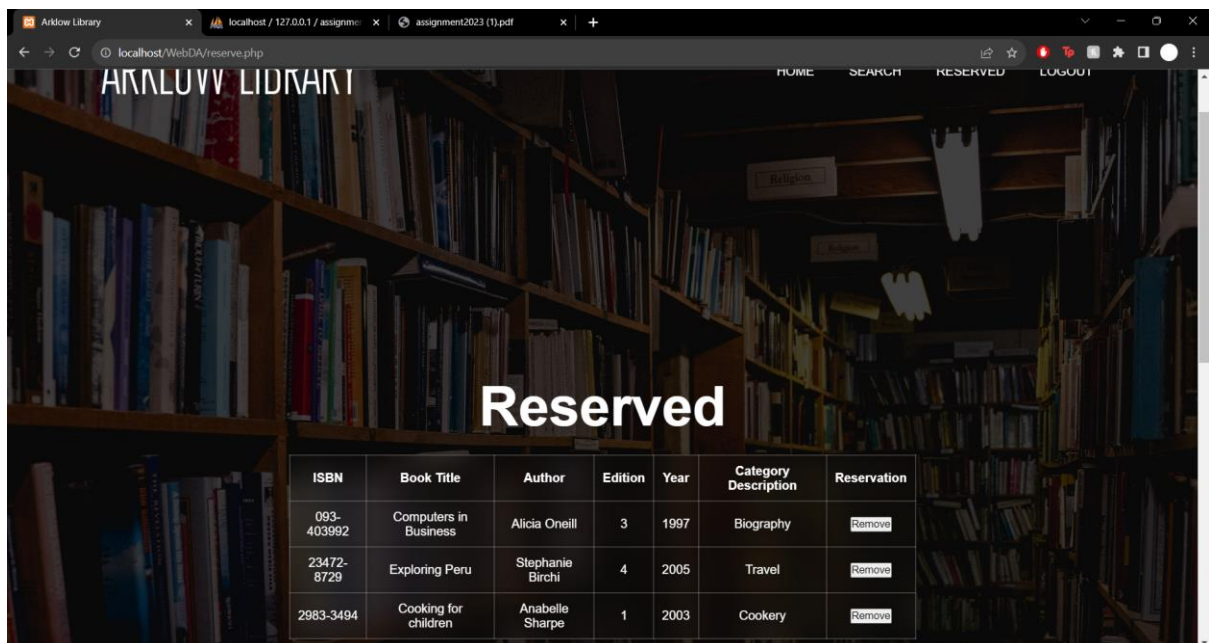 Arklow Library
localhost / 127.0.0.1 / assignme
assignment2023 (1).pdf
localhost/WebDA/reserve.php
ARKLOW LIBRARY
HOME SEARCH RESERVED LOGOUT
Religion
Religion
Reserved
ISBN Book Title Author Edition Year Category Description Reservation
093-403992 Computers in Business Alicia Oneill 3 1997 Biography Remove
23472-8729 Exploring Peru Stephanie Birchi 4 2005 Travel Remove
2983-3494 Cooking for children Anabelle Sharpe 1 2003 Cookery Remove